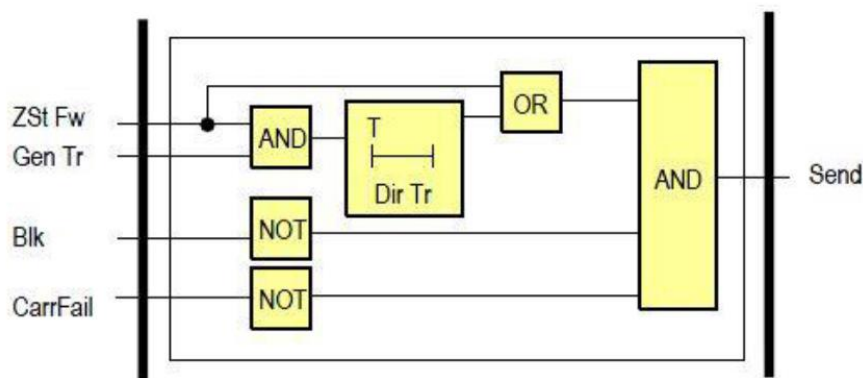 ZSt Fw
Gen Tr
Blk
CarrFail
AND
T
Dir Tr
NOT
NOT
OR
AND
Send